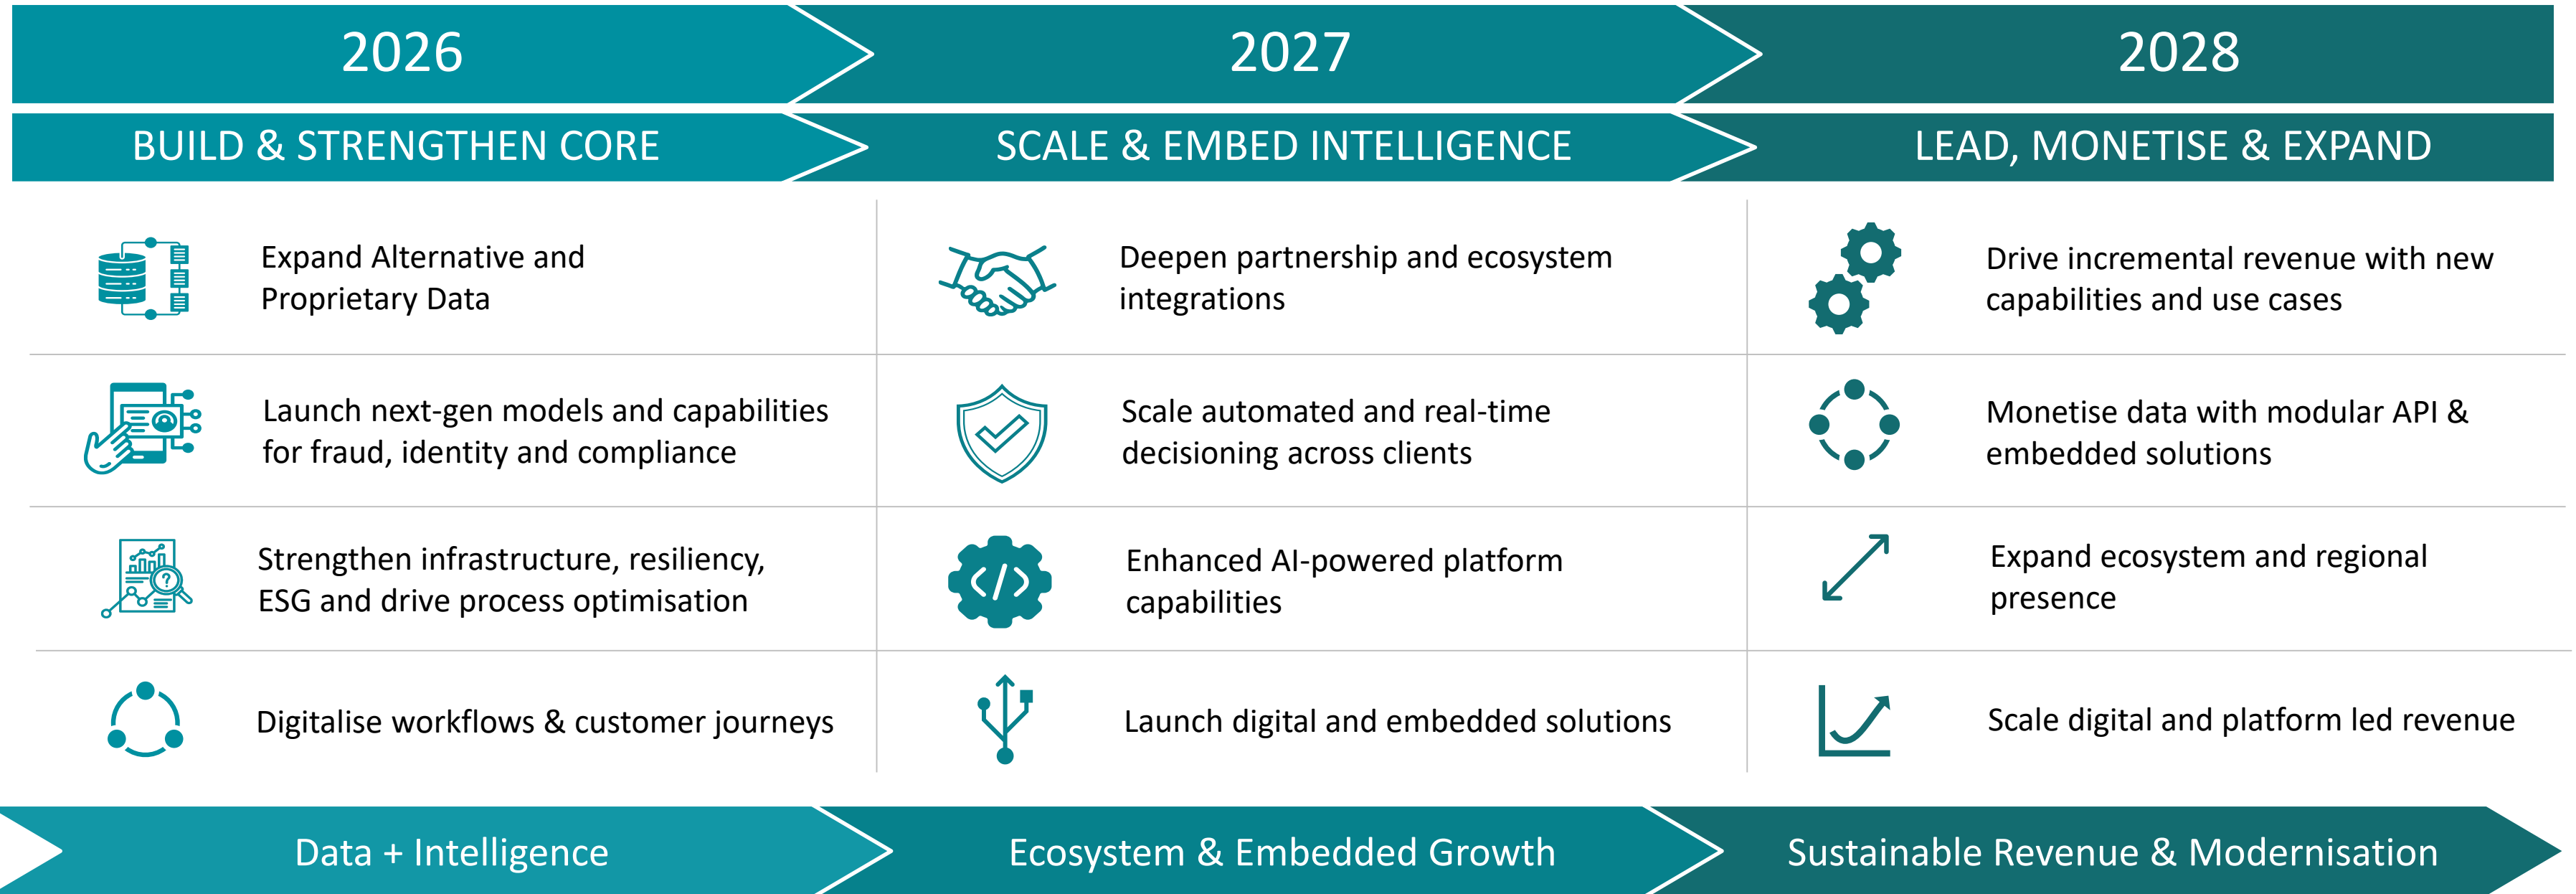 2026
2027
2028
BUILD & STRENGTHEN CORE
SCALE & EMBED INTELLIGENCE
LEAD, MONETISE & EXPAND
Expand Alternative and
Proprietary Data
Deepen partnership and ecosystem
integrations
Drive incremental revenue with new
capabilities and use cases
Launch next-gen models and capabilities
for fraud, identity and compliance
Scale automated and real-time
decisioning across clients
Monetise data with modular API &
embedded solutions
Strengthen infrastructure, resiliency,
ESG and drive process optimisation
Enhanced AI-powered platform
capabilities
Expand ecosystem and regional
presence
Digitalise workflows & customer journeys
Launch digital and embedded solutions
Scale digital and platform led revenue
Data + Intelligence
Ecosystem & Embedded Growth
Sustainable Revenue & Modernisation